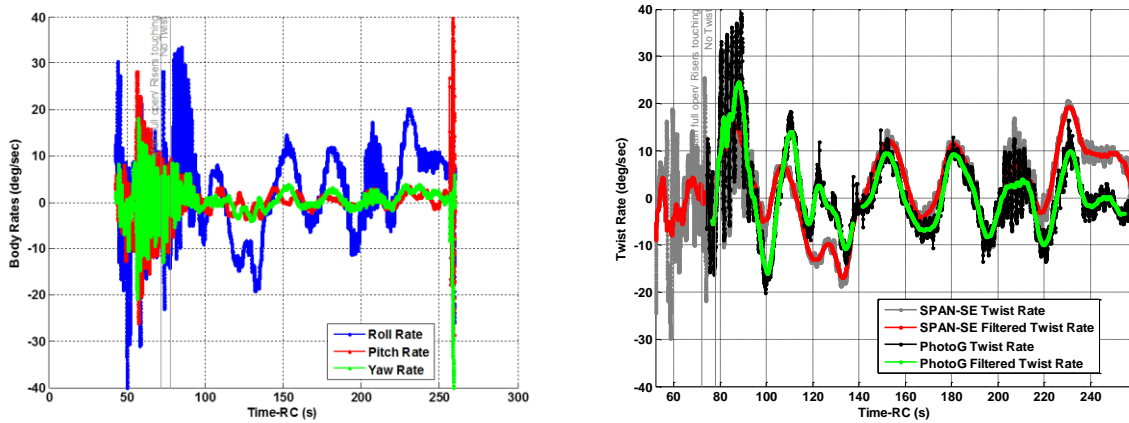 40
30
20
10
0
-10
-20
-30
-40
Body Rates (deg/sec)
full open/ Risers touching
No Twist
Roll Rate
Pitch Rate
Yaw Rate
0 50 100 150 200 250 300
Time-RC (s)
40
30
20
10
0
-10
-20
-30
-40
Twist Rate (deg/sec)
full open/ Risers touching
No Twist
SPAN-SE Twist Rate
SPAN-SE Filtered Twist Rate
PhotoG Twist Rate
PhotoG Filtered Twist Rate
60 80 100 120 140 160 180 200 220 240
Time-RC (s)